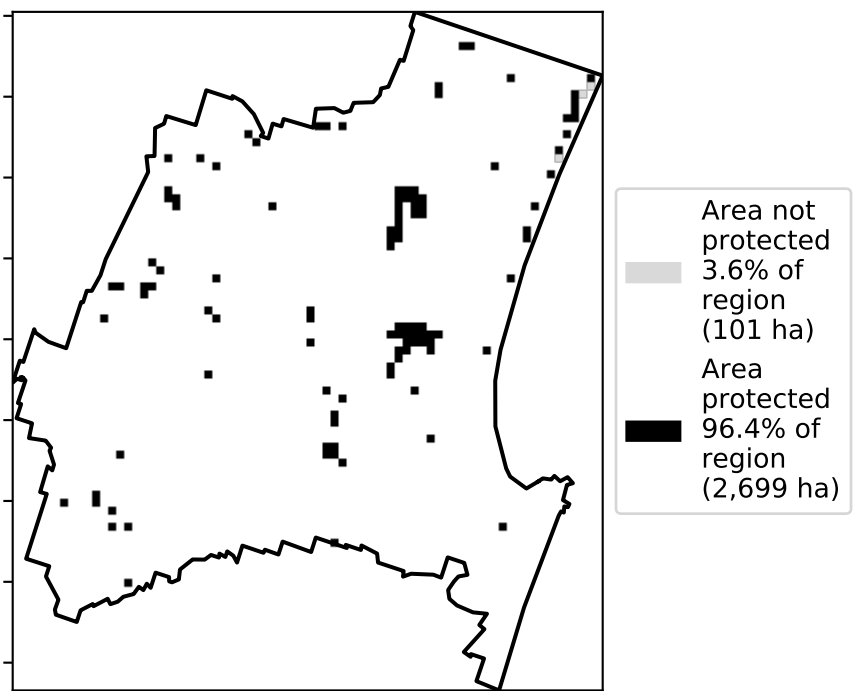 Area not
protected
3.6% of
region
(101 ha)
Area
protected
96.4% of
region
(2,699 ha)